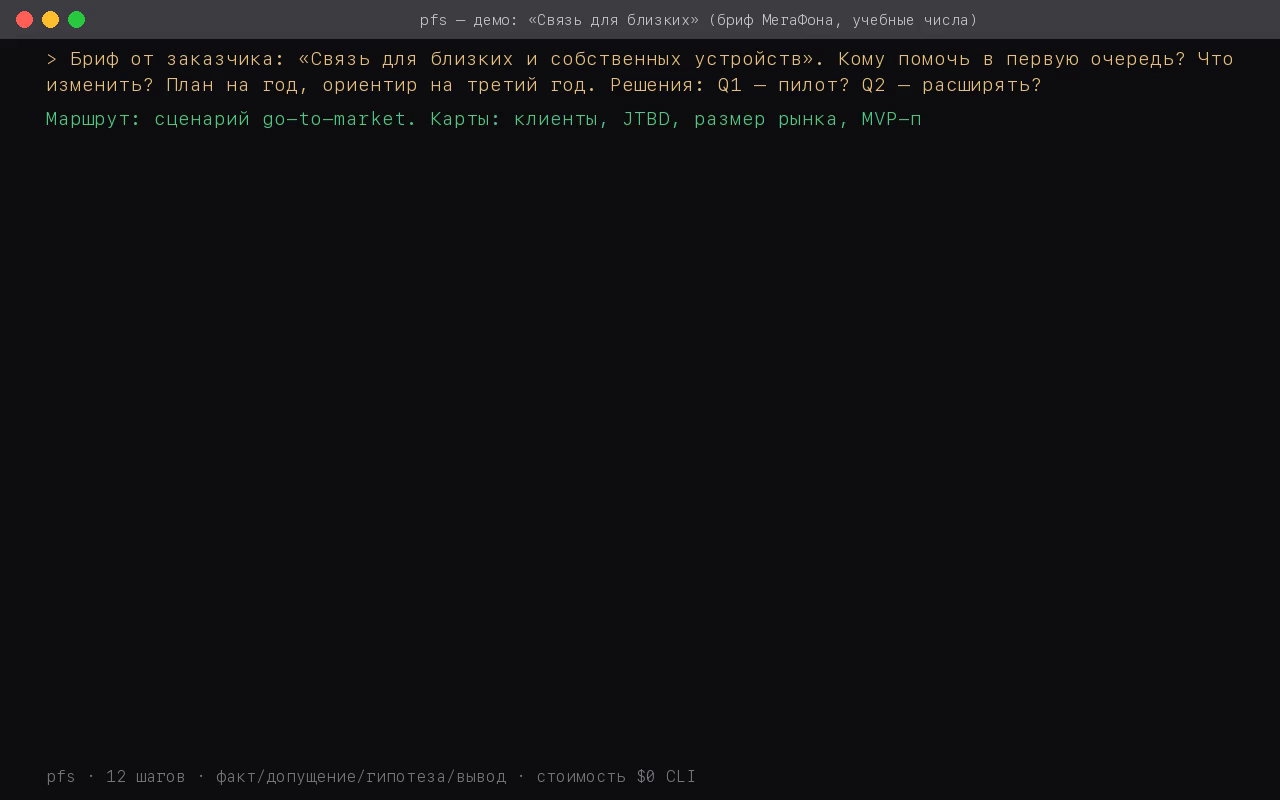 pfs — демо: «Связь для близких» (бриф МегаФона, учебные числа)
> Бриф от заказчика: «Связь для близких и собственных устройств». Кому помочь в первую очередь? Что
изменить? План на год, ориентир на третий год. Решения: Q1 — пилот? Q2 — расширять?
Маршрут: сценарий go-to-market. Карты: клиенты, JTBD, размер рынка, MVP-п
pfs · 12 шагов · факт/допущение/гипотеза/вывод · стоимость $0 CLI